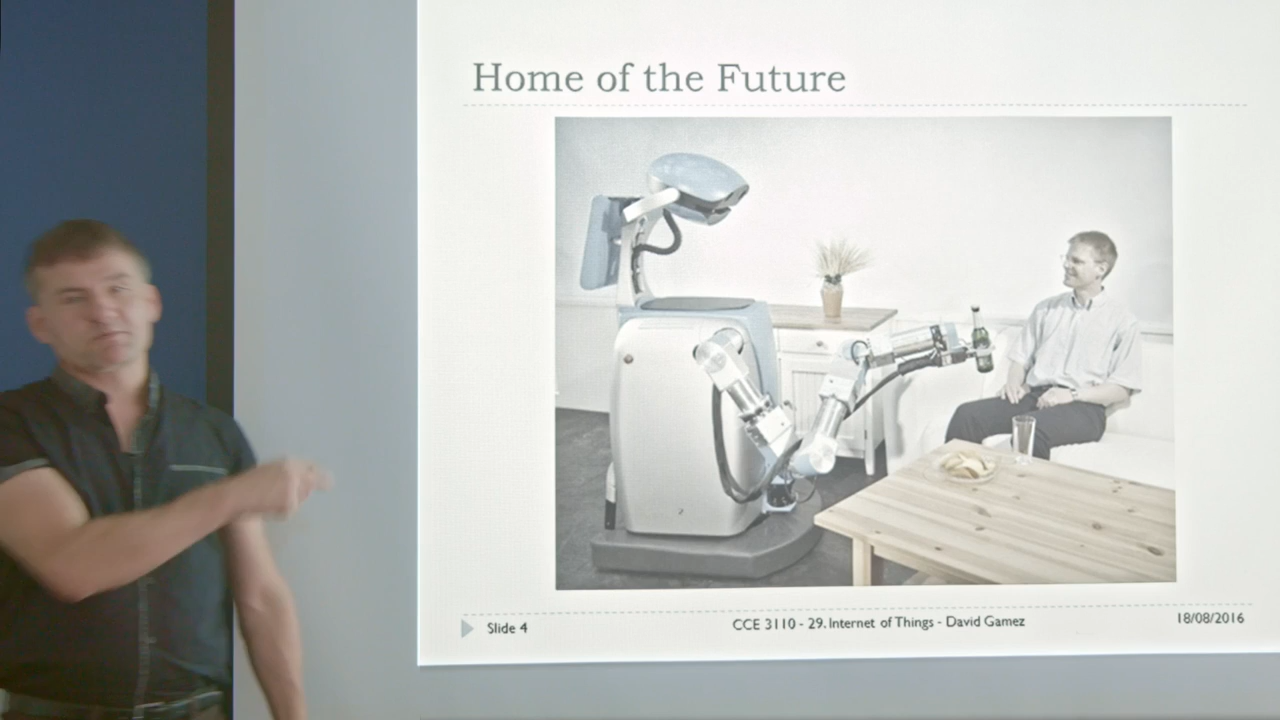 Home of the Future
Slide 4
CCE 3110 - 29. Internet of Things - David Gamez
18/08/2016